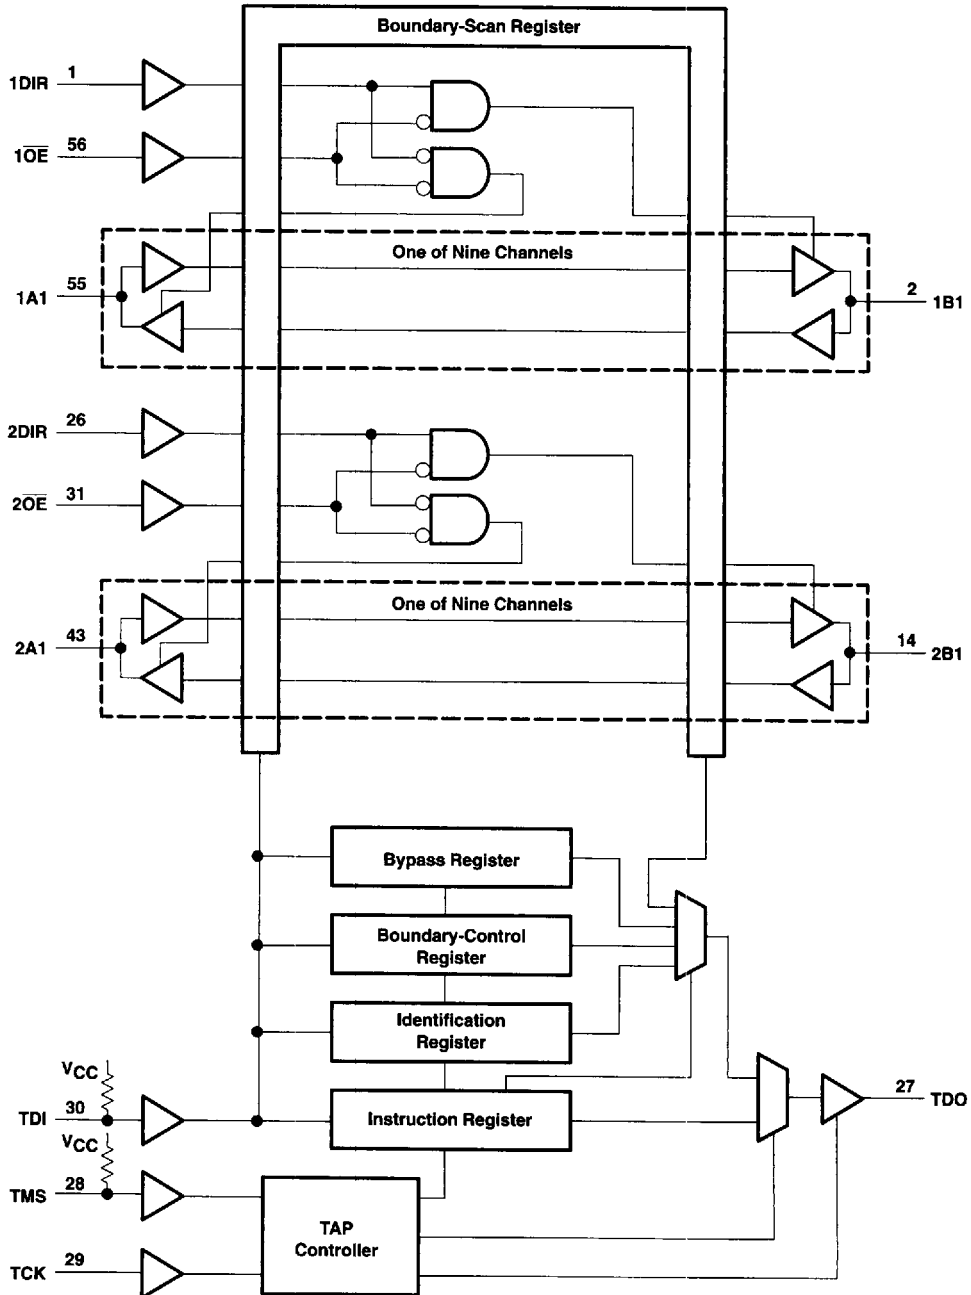 Boundary-Scan Register
1DIR 1
1O̅E̅ 56
One of Nine Channels
1A1 55
2 1B1
2DIR 26
2O̅E̅ 31
One of Nine Channels
2A1 43
14 2B1
Bypass Register
Boundary-Control
Register
Identification
Register
VCC
TDI 30
Instruction Register
27 TDO
VCC
TMS 28
TAP
Controller
TCK 29